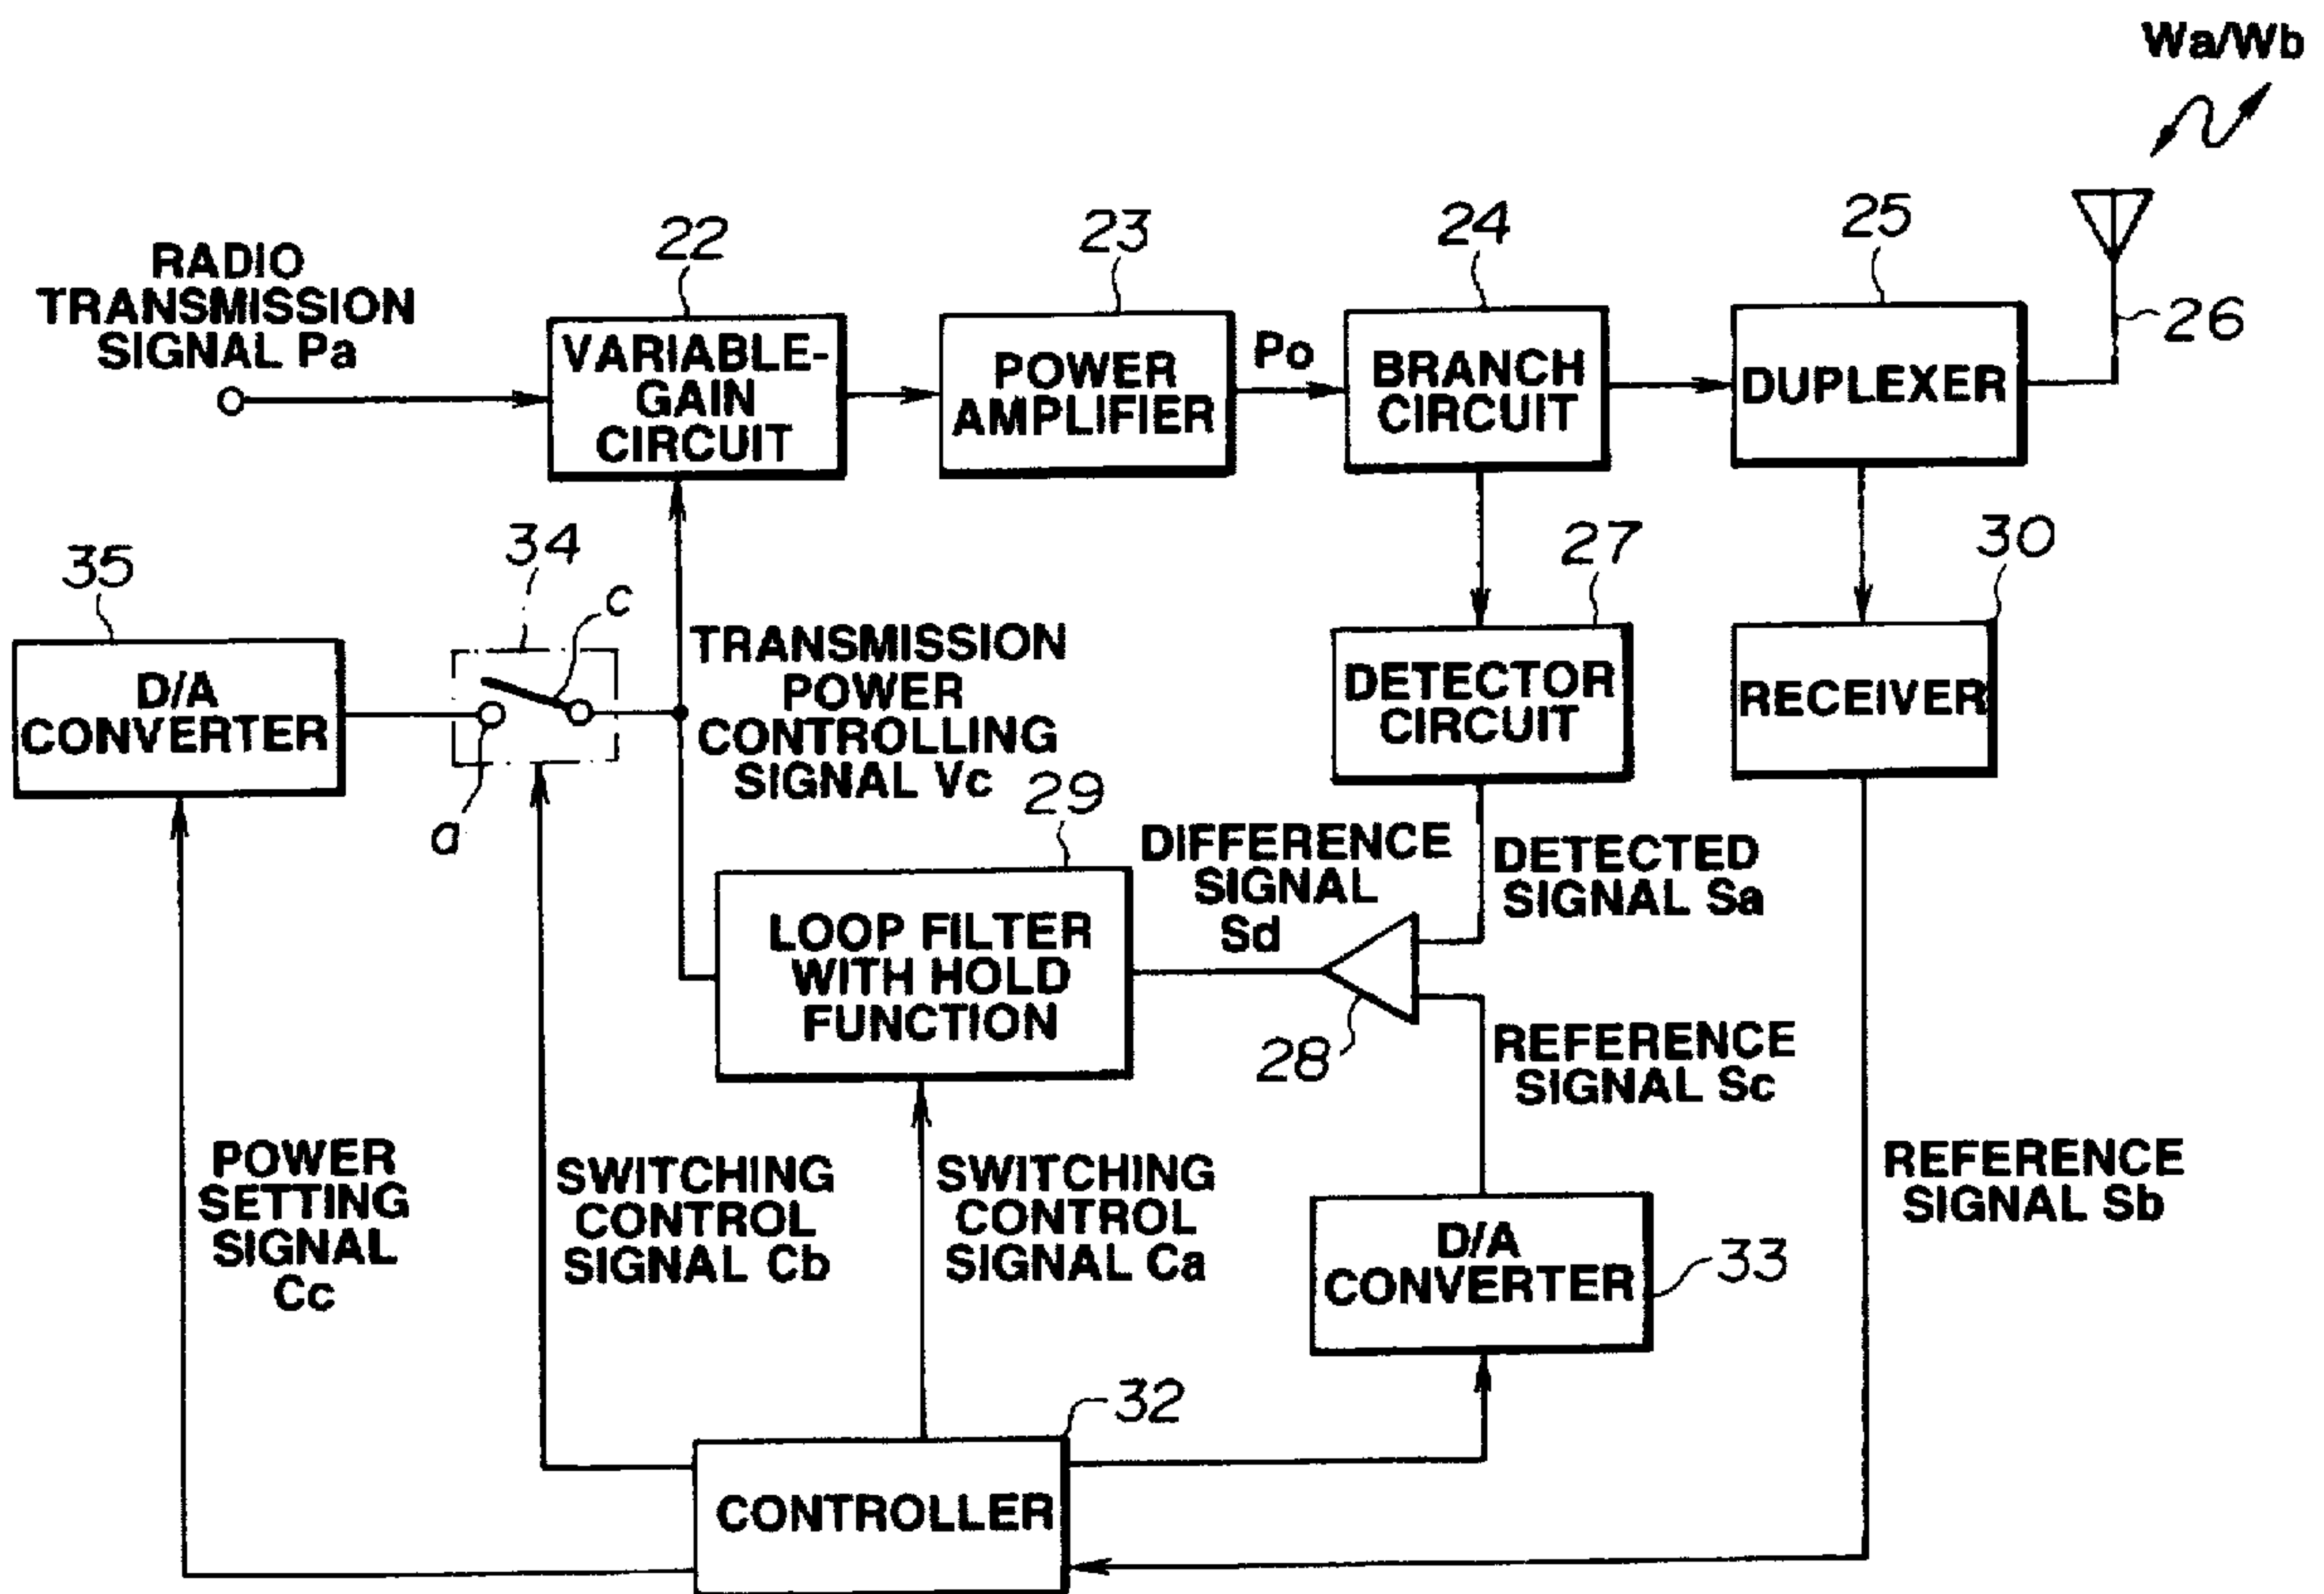 Wa/Wb
RADIO
TRANSMISSION
SIGNAL Pa
22
VARIABLE-
GAIN
CIRCUIT
23
POWER
AMPLIFIER
Po
24
BRANCH
CIRCUIT
25
DUPLEXER
26
35
D/A
CONVERTER
34
c
a
TRANSMISSION
POWER
CONTROLLING
SIGNAL Vc
27
DETECTOR
CIRCUIT
30
RECEIVER
29
LOOP FILTER
WITH HOLD
FUNCTION
DIFFERENCE
SIGNAL
Sd
DETECTED
SIGNAL Sa
28
REFERENCE
SIGNAL Sc
POWER
SETTING
SIGNAL
Cc
SWITCHING
CONTROL
SIGNAL Cb
SWITCHING
CONTROL
SIGNAL Ca
D/A
CONVERTER
33
REFERENCE
SIGNAL Sb
32
CONTROLLER